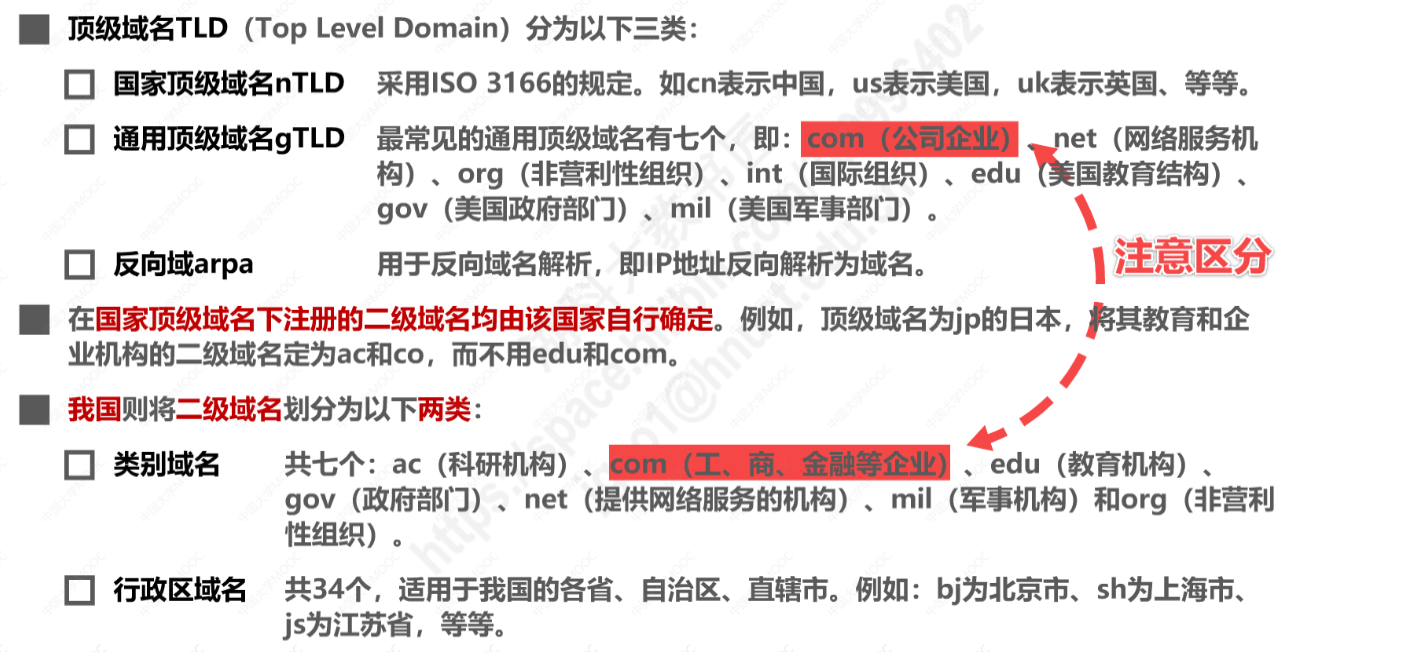 顶级域名TLD（Top Level Domain）分为以下三类：
国家顶级域名nTLD 采用ISO 3166的规定。如cn表示中国，us表示美国，uk表示英国、等等。
通用顶级域名gTLD 最常见的通用顶级域名有七个，即：com（公司企业）、net（网络服务机
构）、org（非营利性组织）、int（国际组织）、edu（美国教育结构）、
gov（美国政府部门）、mil（美国军事部门）。
注意区分
反向域arpa 用于反向域名解析，即IP地址反向解析为域名。
在国家顶级域名下注册的二级域名均由该国家自行确定。例如，顶级域名为jp的日本，将其教育和企
业机构的二级域名定为ac和co，而不用edu和com。
我国则将二级域名划分为以下两类：
类别域名 共七个：ac（科研机构）、com（工、商、金融等企业）、edu（教育机构）、
gov（政府部门）、net（提供网络服务的机构）、mil（军事机构）和org（非营利
性组织）。
行政区域名 共34个，适用于我国的各省、自治区、直辖市。例如：bj为北京市、sh为上海市、
js为江苏省，等等。